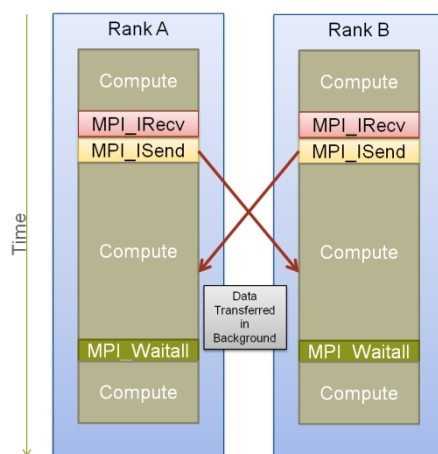 Time
Rank A
Compute
MPI_IRecv
MPI_ISend
Compute
MPI_Waitall
Compute
Rank B
Compute
MPI_IRecv
MPI_ISend
Compute
MPI_Waitall
Compute
Data
Transferred
in
Background